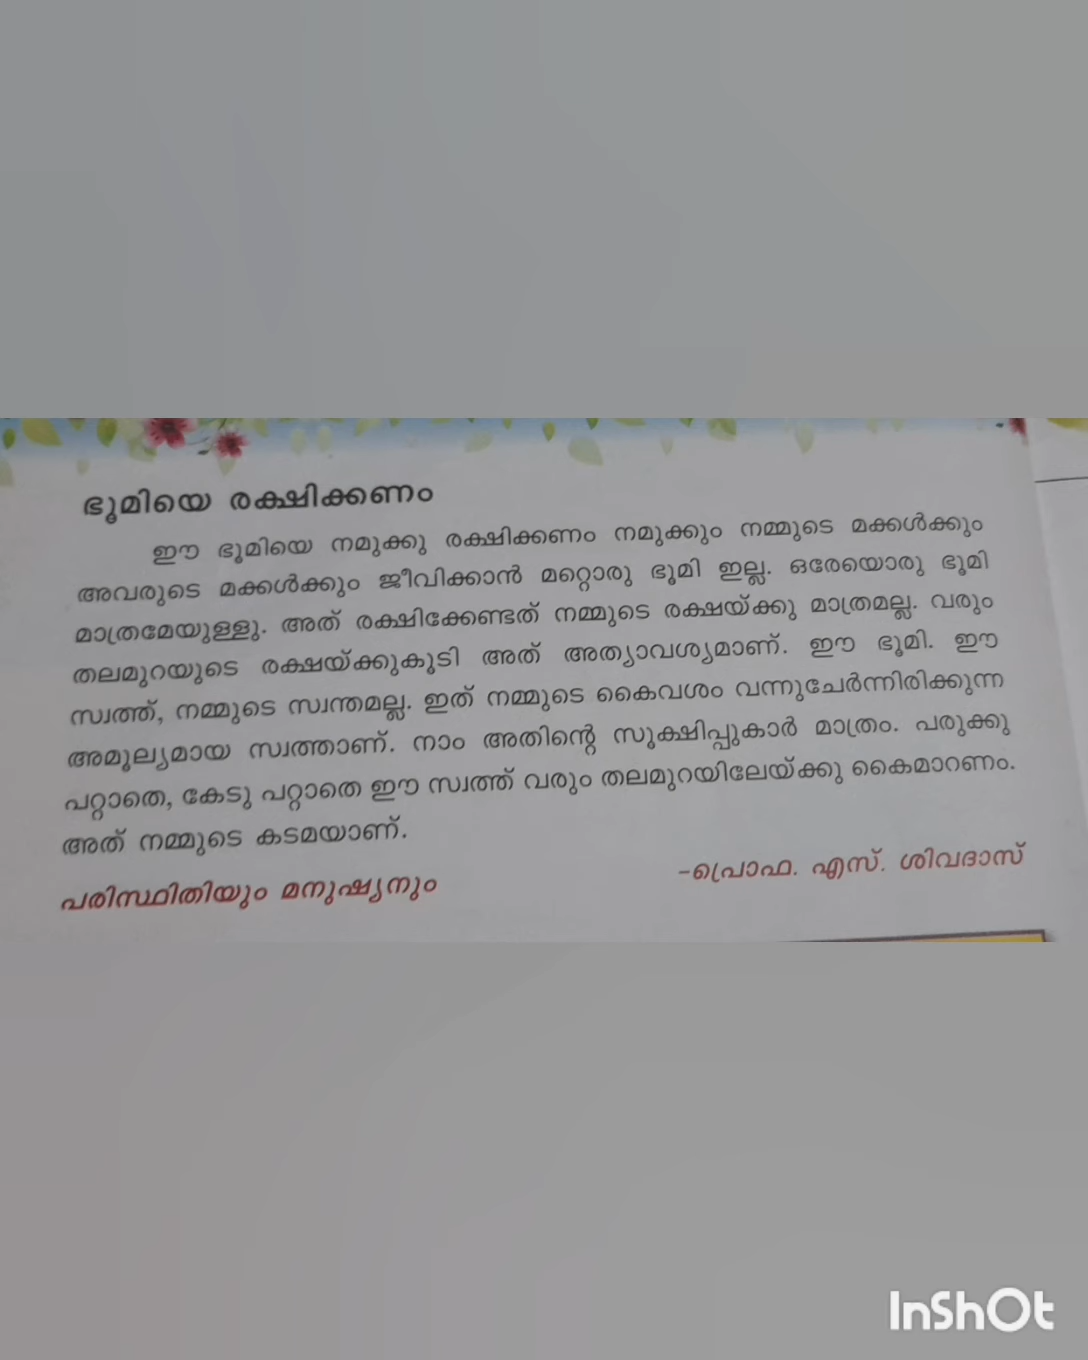 ഭൂമിയെ രക്ഷിക്കണം
ഈ ഭൂമിയെ നമുക്കു രക്ഷിക്കണം നമുക്കും നമ്മുടെ മക്കൾക്കും
അവരുടെ മക്കൾക്കും ജീവിക്കാൻ മറ്റൊരു ഭൂമി ഇല്ല. ഒരേയൊരു ഭൂമി
മാത്രമേയുള്ളു. അത് രക്ഷിക്കേണ്ടത് നമ്മുടെ രക്ഷയ്ക്കു മാത്രമല്ല. വരും
തലമുറയുടെ രക്ഷയ്ക്കുകൂടി അത് അത്യാവശ്യമാണ്. ഈ ഭൂമി. ഈ
സ്വത്ത്, നമ്മുടെ സ്വന്തമല്ല. ഇത് നമ്മുടെ കൈവശം വന്നുചേർന്നിരിക്കുന്ന
അമൂല്യമായ സ്വത്താണ്. നാം അതിന്റെ സൂക്ഷിപ്പുകാർ മാത്രം. പരുക്കു
പറ്റാതെ, കേടു പറ്റാതെ ഈ സ്വത്ത് വരും തലമുറയിലേയ്ക്കു കൈമാറണം.
അത് നമ്മുടെ കടമയാണ്.
പരിസ്ഥിതിയും മനുഷ്യനും
-പ്രൊഫ. എസ്. ശിവദാസ്
InShOt